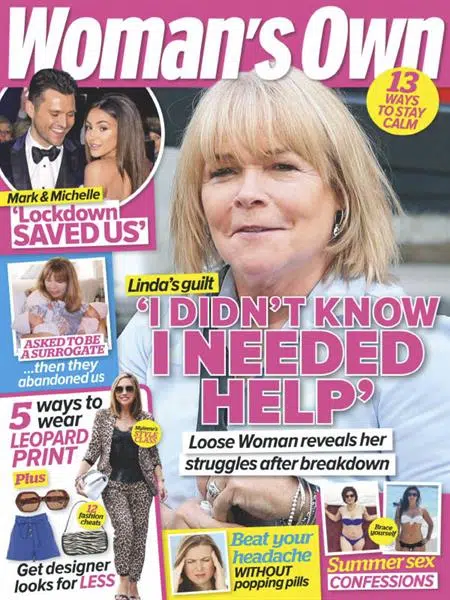 Woman's Own
13
WAYS
TO STAY
CALM
Mark & Michelle
'Lockdown
SAVED US'
Linda's guilt
'I DIDN'T KNOW
I NEEDED
HELP'
Loose Woman reveals her
struggles after breakdown
ASKED TO BE
A SURROGATE
...then they
abandoned us
5 ways to
wear
LEOPARD
PRINT
Myleene's
STYLE
CLASS
Plus
12
fashion
cheats
Get designer
looks for LESS
Beat your
headache
WITHOUT
popping pills
Brace
yourself
Summer sex
CONFESSIONS